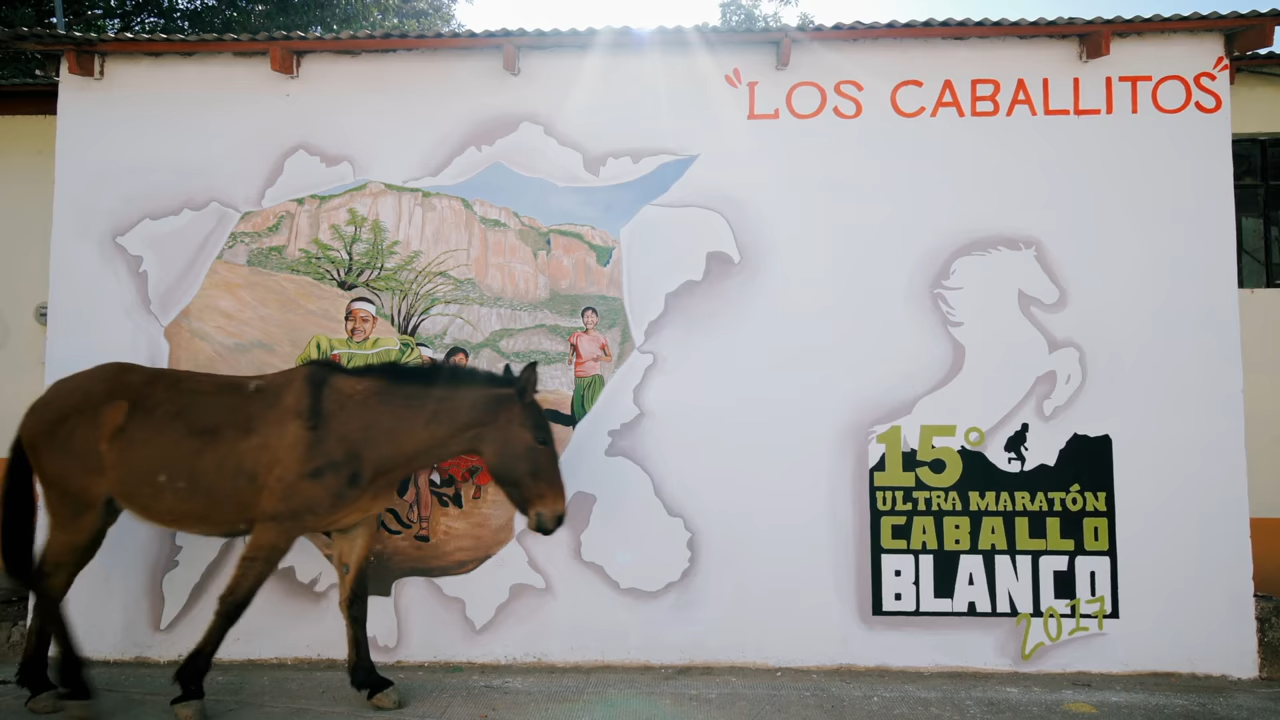 "LOS CABALLITOS"
15°
ULTRA MARATÓN
CABALLO
BLANCO
2017